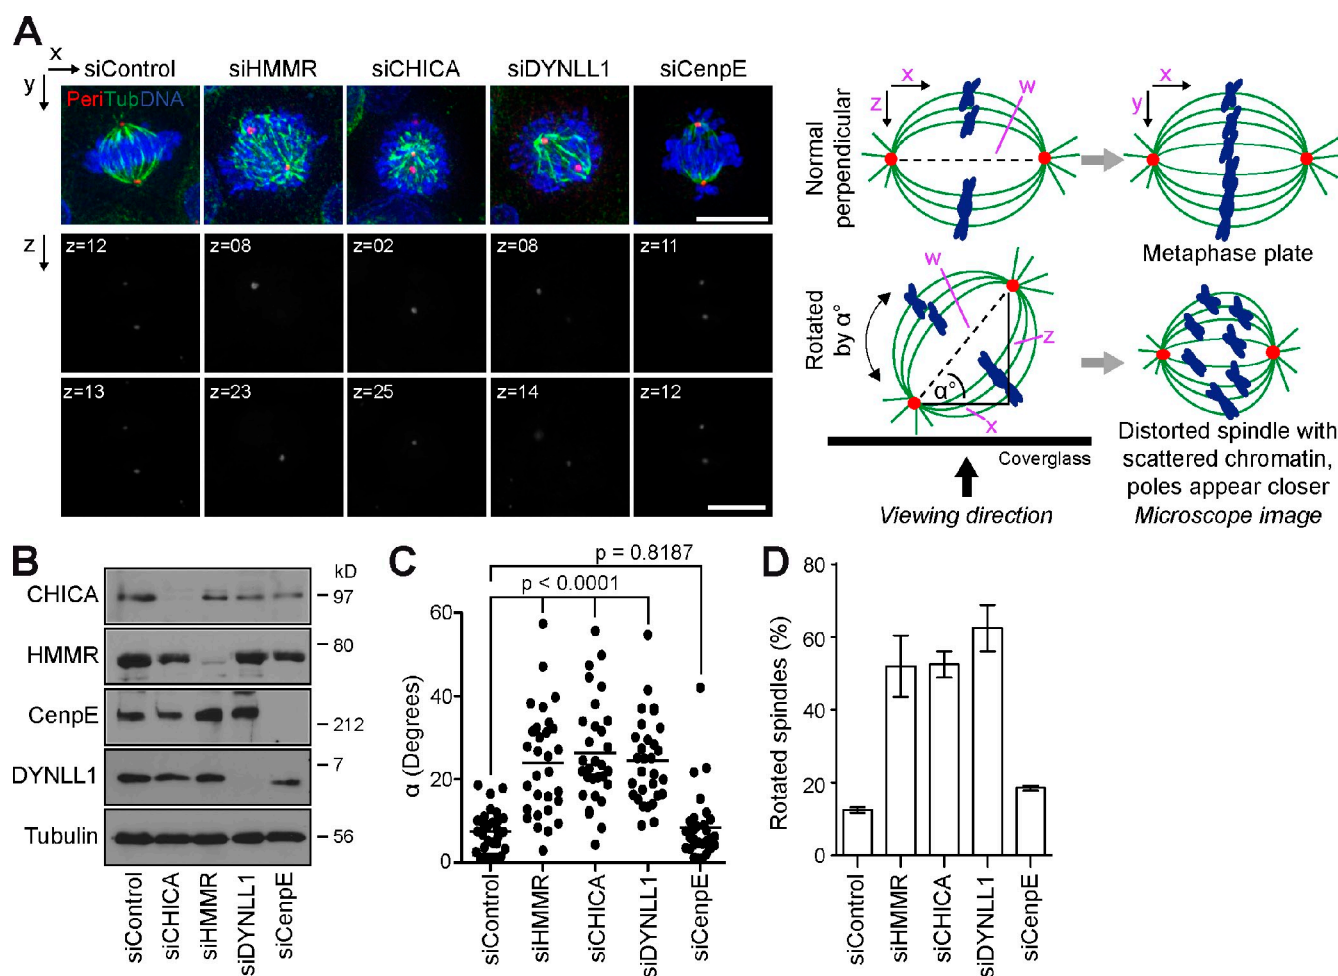 A
x
y
siControl siHMMR siCHICA siDYNLL1 siCenpE
PeriTubDNA
z
z=12 z=08 z=02 z=08 z=11
z=13 z=23 z=25 z=14 z=12
Normal
perpendicular
x
z
w
x
y
Metaphase plate
Rotated
by α°
w
z
α°
x
Coverglass
Viewing direction
Distorted spindle with
scattered chromatin,
poles appear closer
Microscope image
B
kD
CHICA 97
HMMR 80
CenpE 212
DYNLL1 7
Tubulin 56
siControl
siCHICA
siHMMR
siDYNLL1
siCenpE
C
p = 0.8187
p < 0.0001
α (Degrees)
60
40
20
0
siControl
siHMMR
siCHICA
siDYNLL1
siCenpE
D
Rotated spindles (%)
80
60
40
20
0
siControl
siHMMR
siCHICA
siDYNLL1
siCenpE